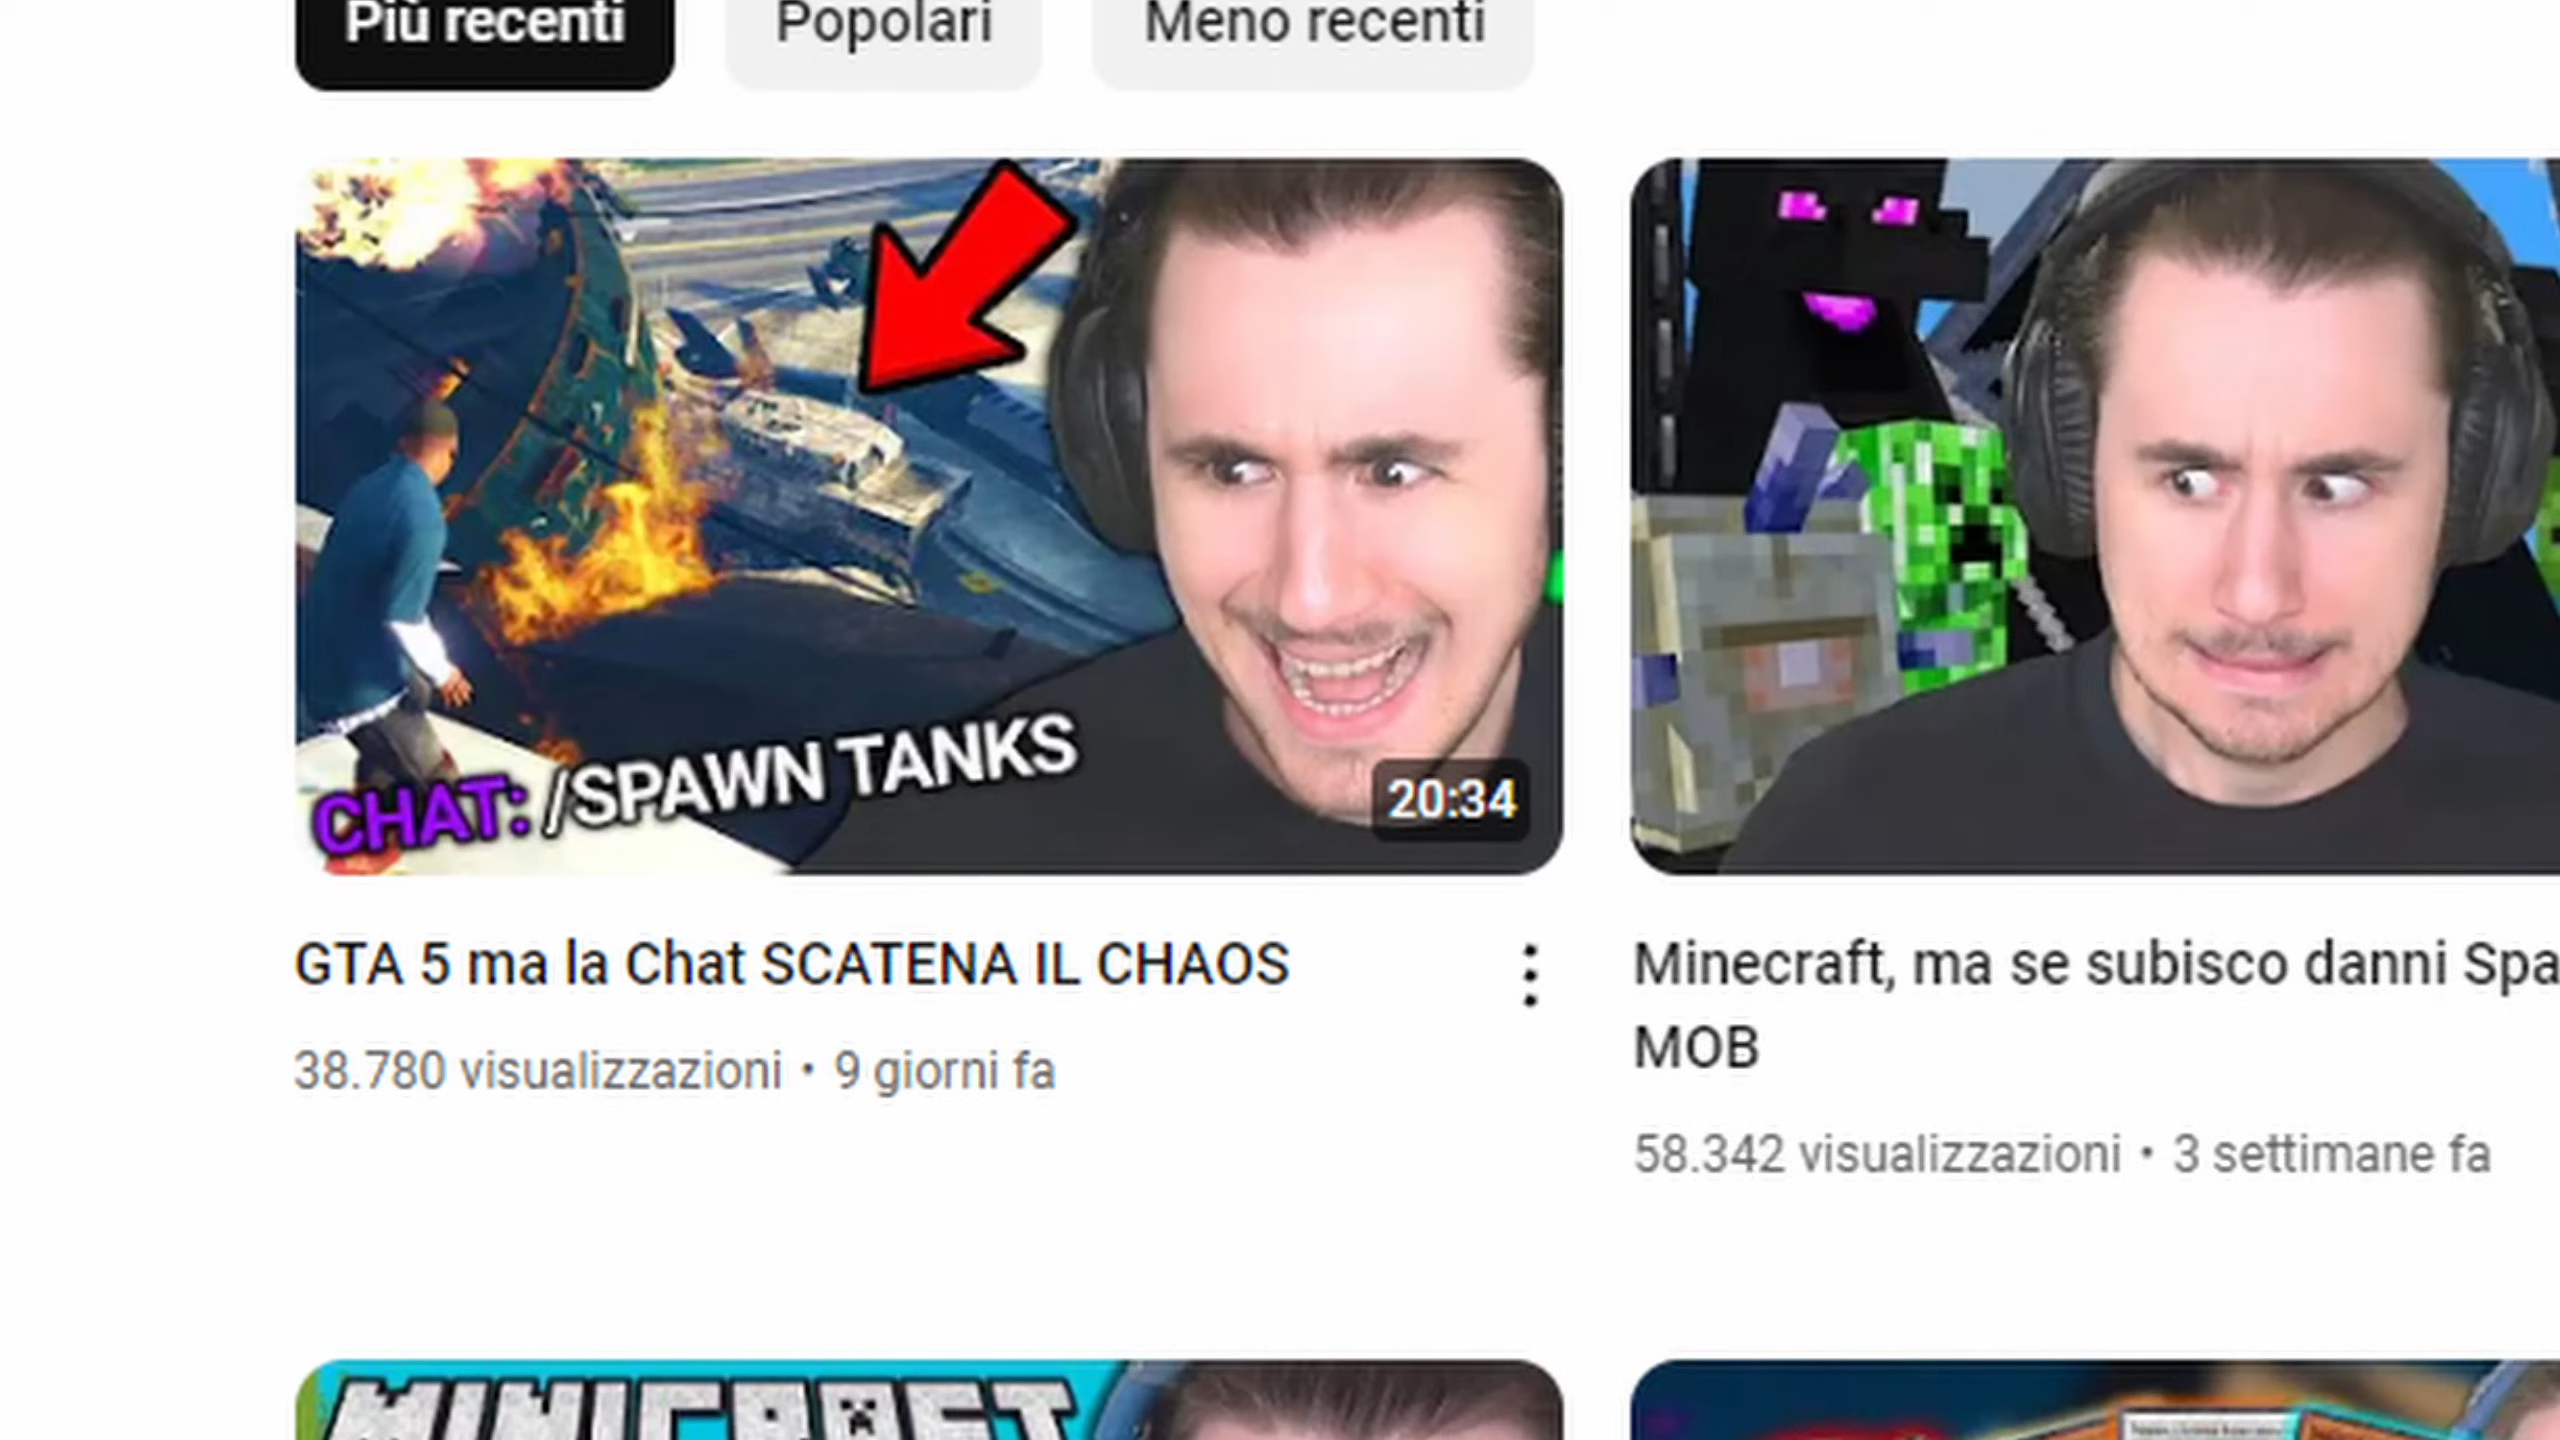 Più recenti
Popolari
Meno recenti
CHAT: /SPAWN TANKS
20:34
GTA 5 ma la Chat SCATENA IL CHAOS
38.780 visualizzazioni • 9 giorni fa
Minecraft, ma se subisco danni Spa
MOB
58.342 visualizzazioni • 3 settimane fa
MINICRAFT